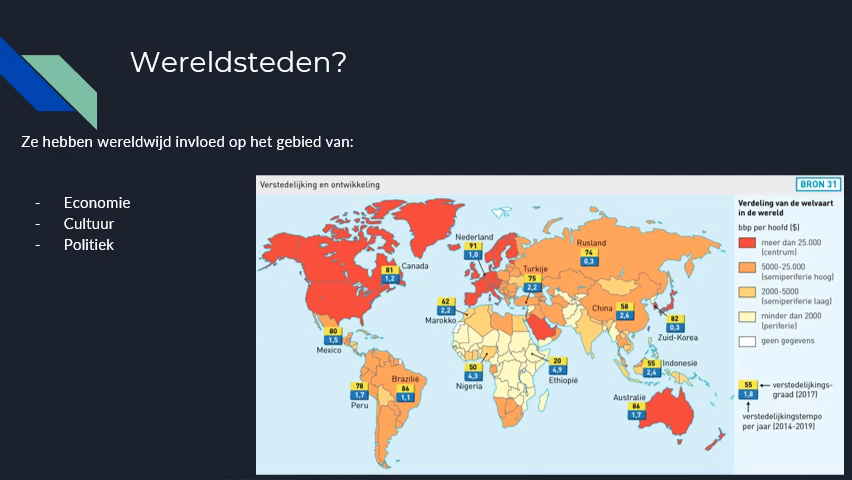 Wereldsteden?
Ze hebben wereldwijd invloed op het gebied van:
- Economie
- Cultuur
- Politiek
Verstedelijking en ontwikkeling
BRON 31
Verdeling van de welvaart
in de wereld
bbp per hoofd ($)
meer dan 25.000
(centrum)
5000-25.000
(semiperiferie hoog)
2000-5000
(semiperiferie laag)
minder dan 2000
(periferie)
geen gegevens
55
1,8
verstedelijkings-
graad (2017)
verstedelijkingstempo
per jaar (2014-2019)
Nederland
91
1,0
Rusland
74
0,3
Canada
81
1,2
Turkije
75
2,2
62
2,2
Marokko
China
58
2,6
82
0,3
Zuid-Korea
80
1,5
Mexico
50
4,3
Nigeria
20
4,9
Ethiopië
55
2,4
Indonesië
78
1,7
Peru
Brazilië
86
1,1
Australië
86
1,7